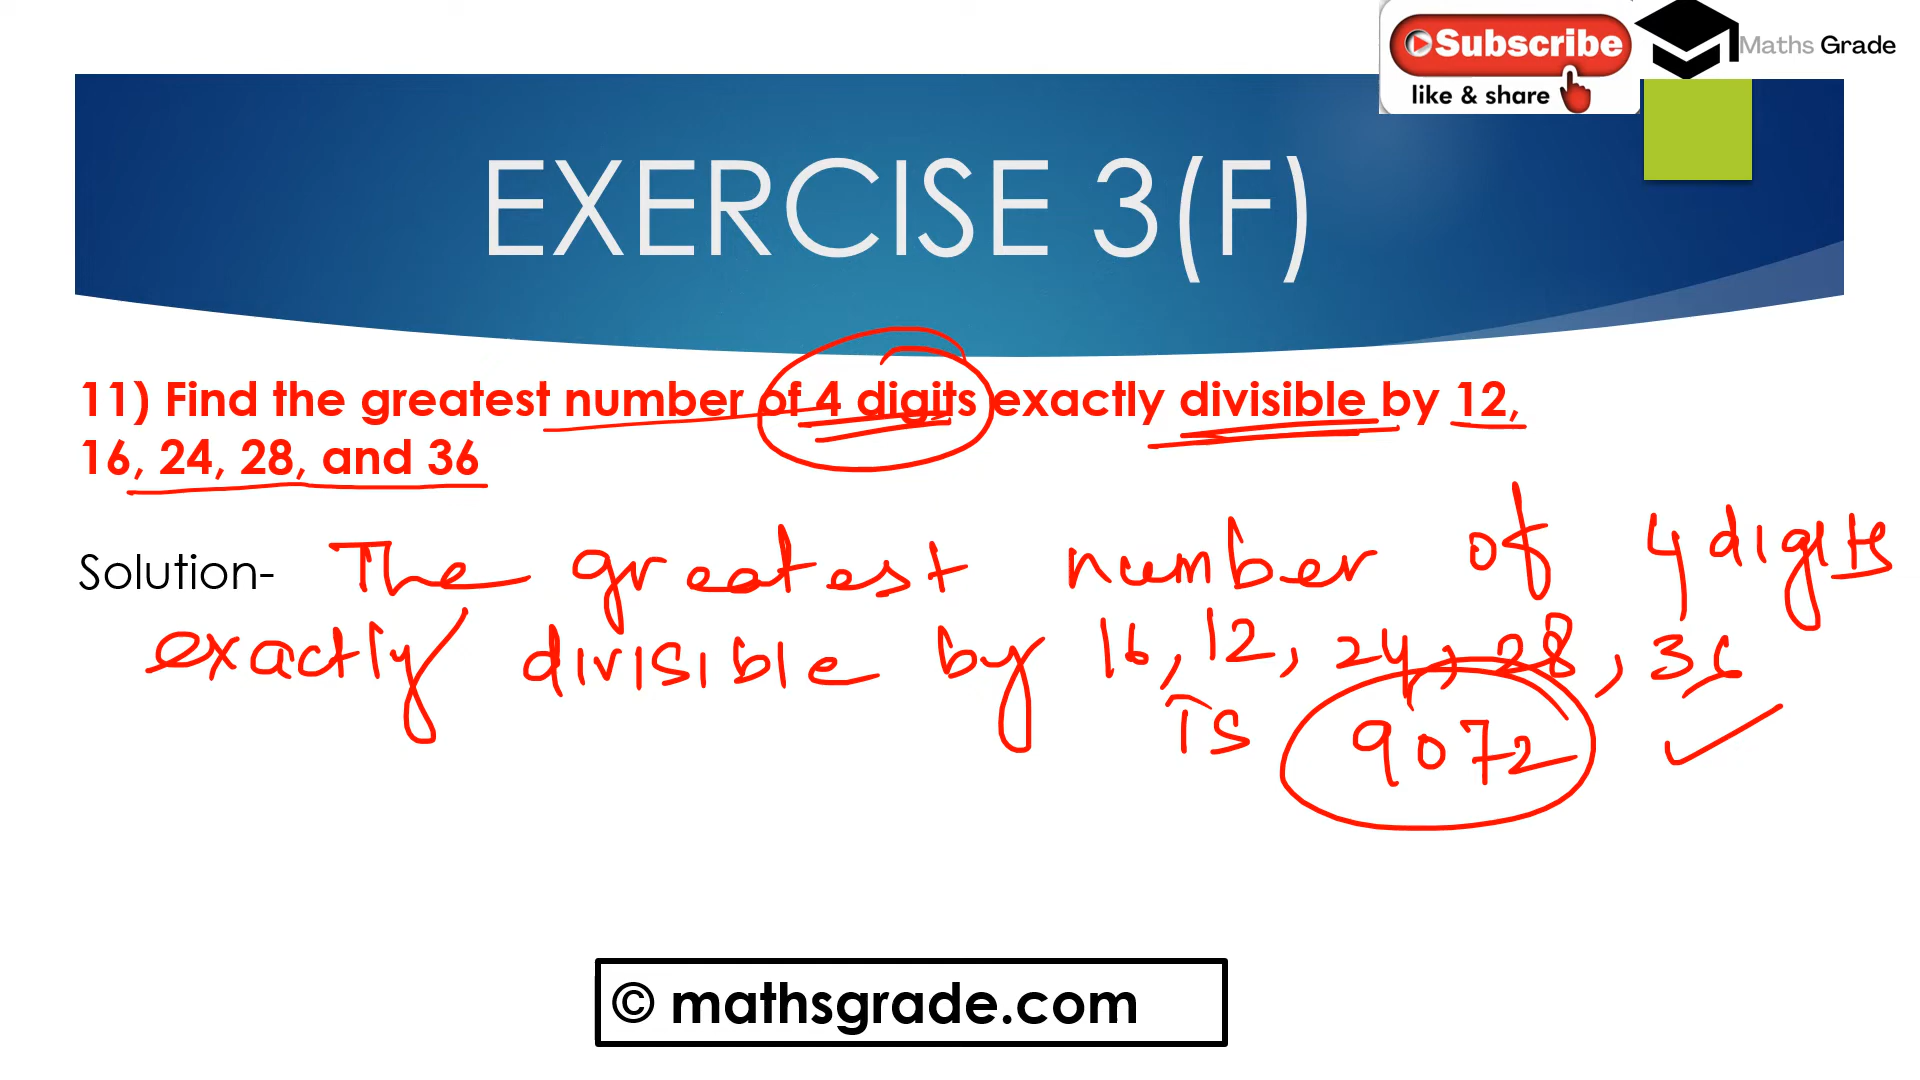 Subscribe
like & share
Maths Grade
EXERCISE 3(F)
11) Find the greatest number of 4 digits exactly divisible by 12,
16, 24, 28, and 36
Solution- The greatest number of 4 digits
exactly divisible by 16, 12, 24, 28, 36
is 9072
© mathsgrade.com